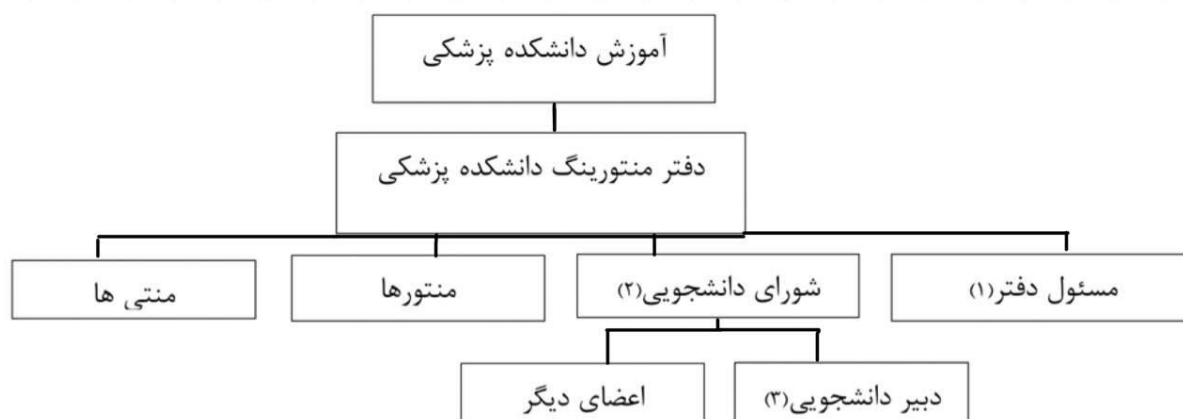 آموزش دانشکده پزشکی
دفتر منتورینگ دانشکده پزشکی
مسئول دفتر(۱)
شورای دانشجویی(۲)
منتورها
منتی ها
دبیر دانشجویی(۳)
اعضای دیگر